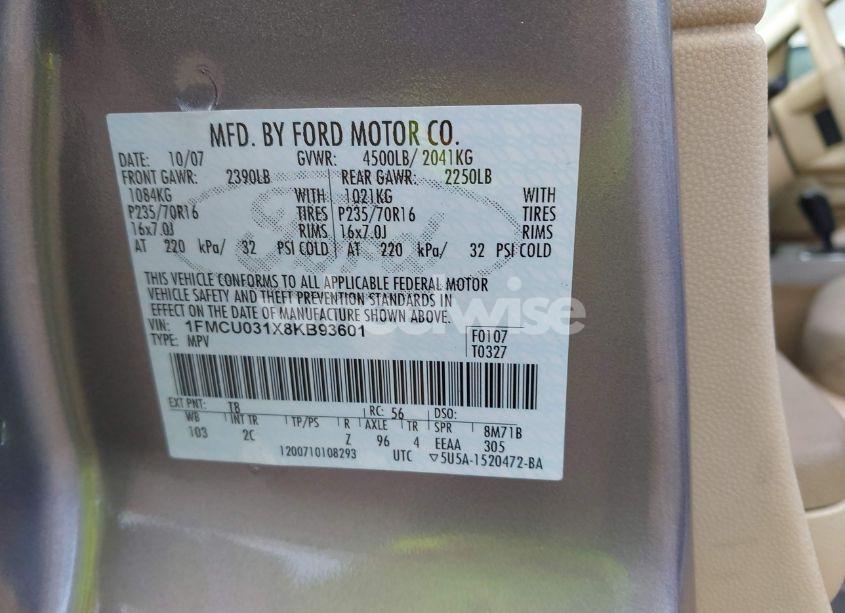 MFD. BY FORD MOTOR CO.
DATE: 10/07 GVWR: 4500LB/ 2041KG
FRONT GAWR: 2390LB REAR GAWR: 2250LB
1084KG WITH 1021KG WITH
P235/70R16 TIRES P235/70R16 TIRES
16x7.0J RIMS 16x7.0J RIMS
AT 220 kPa/ 32 PSI COLD AT 220 kPa/ 32 PSI COLD
THIS VEHICLE CONFORMS TO ALL APPLICABLE FEDERAL MOTOR
VEHICLE SAFETY AND THEFT PREVENTION STANDARDS IN
EFFECT ON THE DATE OF MANUFACTURE SHOWN ABOVE.
VIN: 1FMCU031X8KB93601 F0107
TYPE: MPV T0327
EXT PNT: T8 RC: 56 DSO:
WB INT TR TP/PS R AXLE TR SPR 8M71B
103 2C Z 96 4 EEAA 305
1200710108293 UTC ▽5U5A-1520472-BA